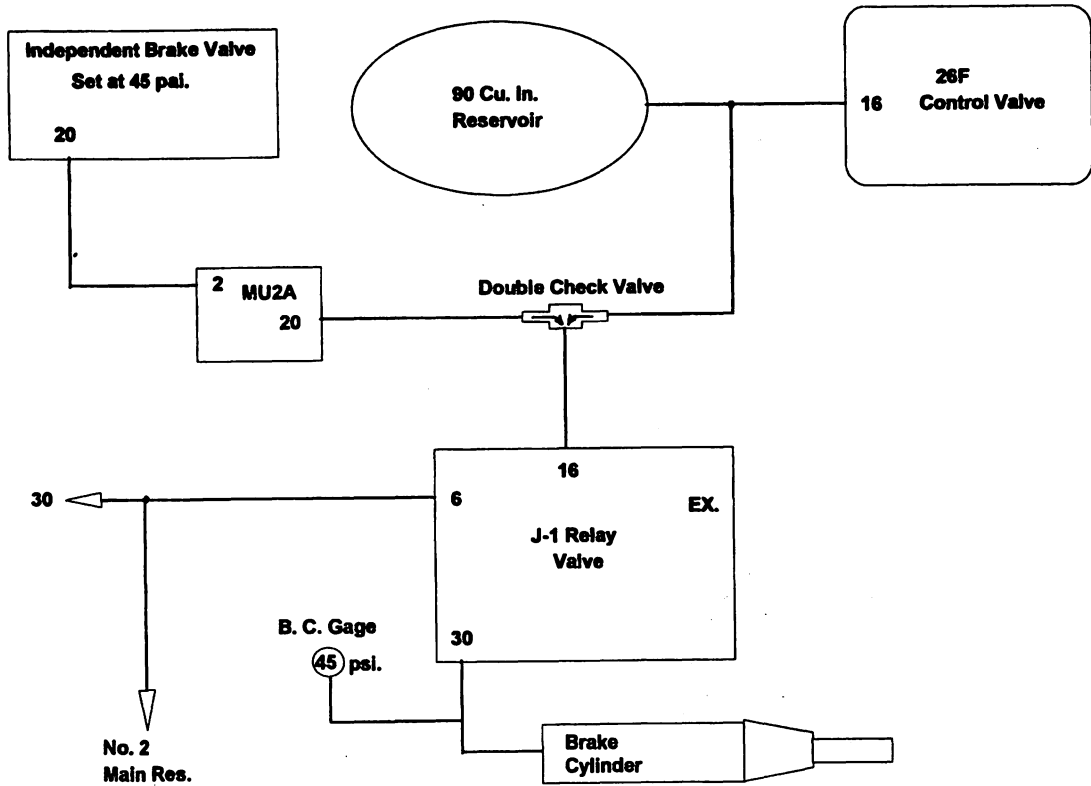 Independent Brake Valve
Set at 45 psi.
20
90 Cu. In.
Reservoir
26F
16 Control Valve
2 MU2A
20
Double Check Valve
16
30
6
EX.
J-1 Relay
Valve
B. C. Gage
30
45 psi.
No. 2
Main Res.
Brake
Cylinder